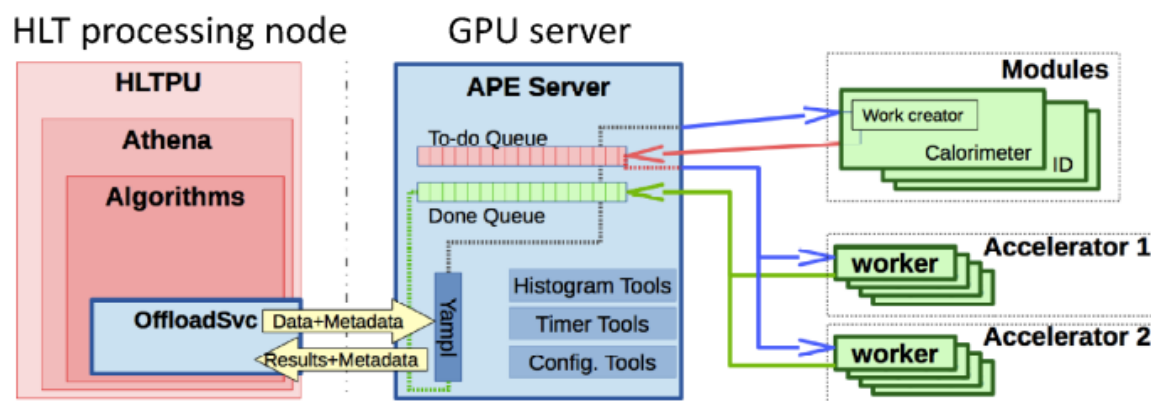 HLT processing node
GPU server
HLTPU
Athena
Algorithms
OffloadSvc
Data+Metadata
Results+Metadata
APE Server
To-do Queue
Done Queue
Yampl
Histogram Tools
Timer Tools
Config. Tools
Modules
Work creator
Calorimeter
ID
Accelerator 1
worker
Accelerator 2
worker